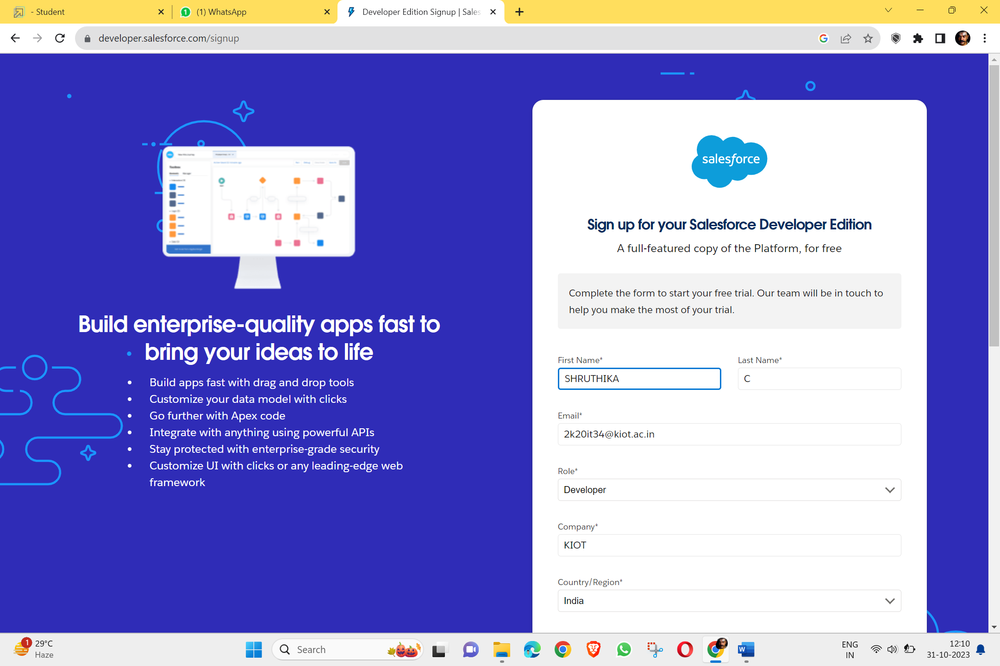 - Student
(1) WhatsApp
Developer Edition Signup | Sales
developer.salesforce.com/signup
salesforce
Sign up for your Salesforce Developer Edition
A full-featured copy of the Platform, for free
Complete the form to start your free trial. Our team will be in touch to
help you make the most of your trial.
Build enterprise-quality apps fast to
bring your ideas to life
Build apps fast with drag and drop tools
Customize your data model with clicks
Go further with Apex code
Integrate with anything using powerful APIs
Stay protected with enterprise-grade security
Customize UI with clicks or any leading-edge web
framework
First Name*
Last Name*
SHRUTHIKA
C
Email*
2k20it34@kiot.ac.in
Role*
Developer
Company*
KIOT
Country/Region*
India
1
29°C
Haze
Search
ENG
IN
12:10
31-10-2023